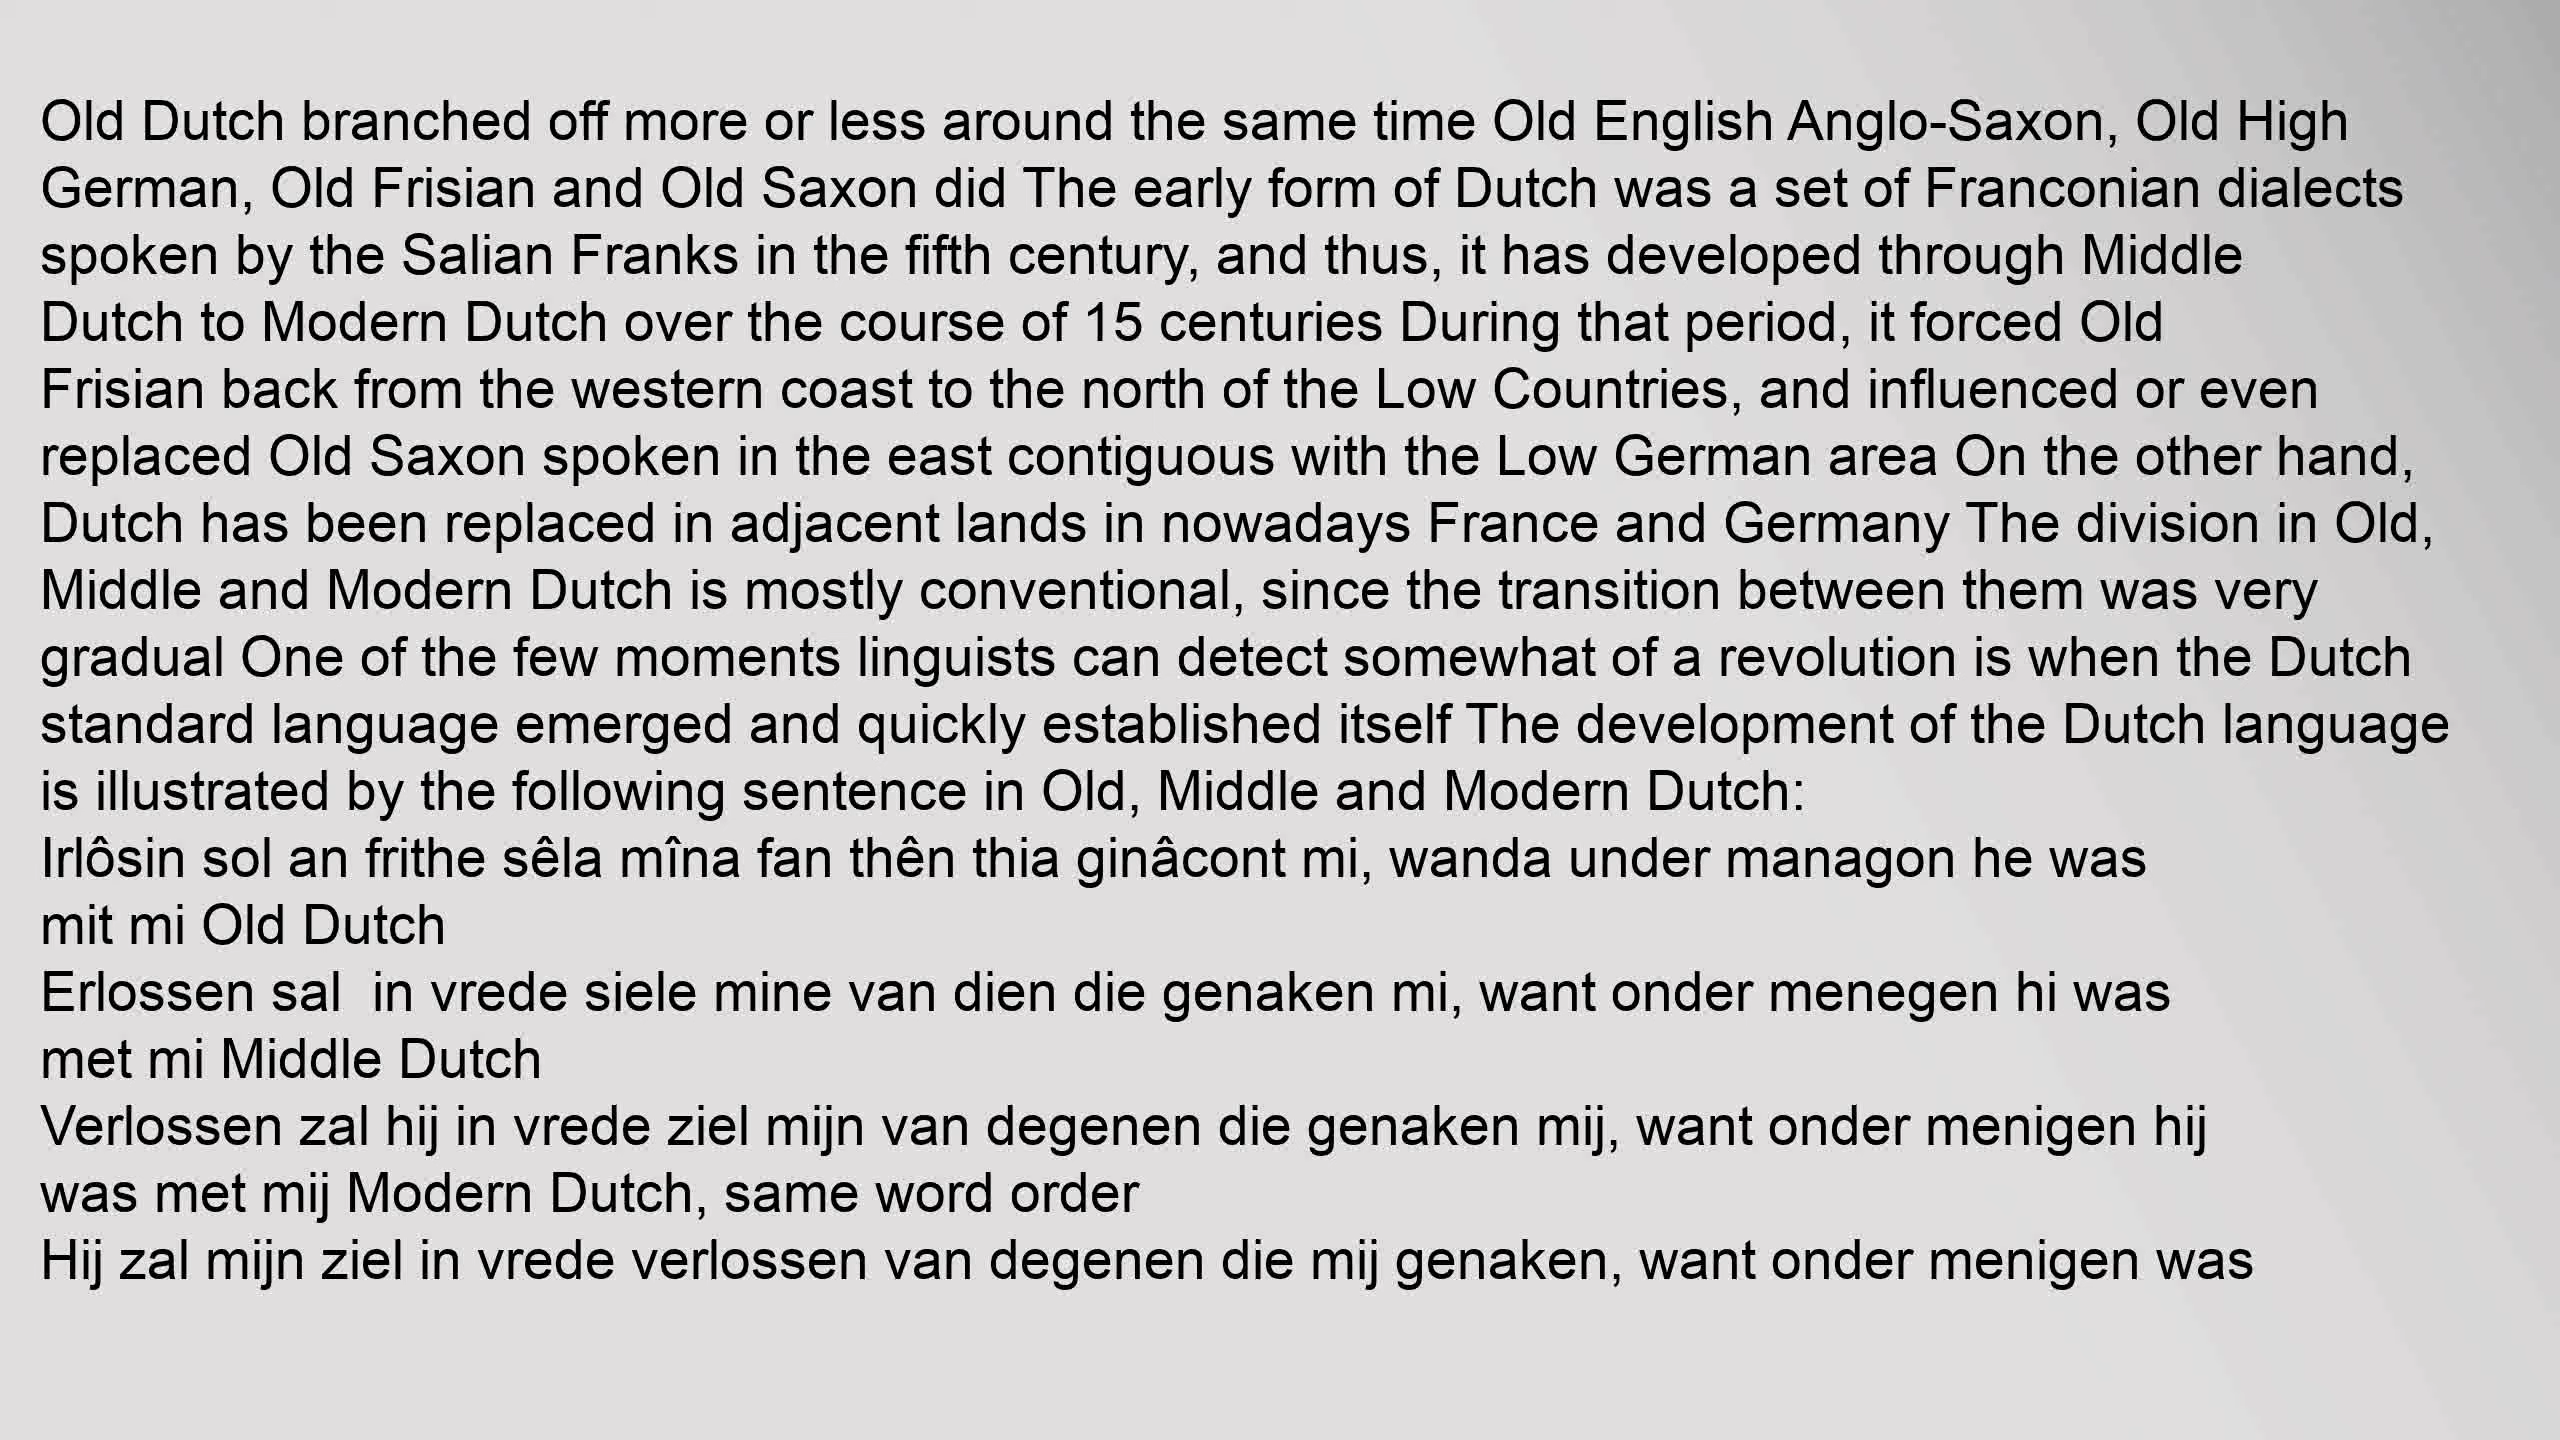 Old Dutch branched off more or less around the same time Old English Anglo-Saxon, Old High
German, Old Frisian and Old Saxon did The early form of Dutch was a set of Franconian dialects
spoken by the Salian Franks in the fifth century, and thus, it has developed through Middle
Dutch to Modern Dutch over the course of 15 centuries During that period, it forced Old
Frisian back from the western coast to the north of the Low Countries, and influenced or even
replaced Old Saxon spoken in the east contiguous with the Low German area On the other hand,
Dutch has been replaced in adjacent lands in nowadays France and Germany The division in Old,
Middle and Modern Dutch is mostly conventional, since the transition between them was very
gradual One of the few moments linguists can detect somewhat of a revolution is when the Dutch
standard language emerged and quickly established itself The development of the Dutch language
is illustrated by the following sentence in Old, Middle and Modern Dutch:
Irlôsin sol an frithe sêla mîna fan thên thia ginâcont mi, wanda under managon he was
mit mi Old Dutch
Erlossen sal  in vrede siele mine van dien die genaken mi, want onder menegen hi was
met mi Middle Dutch
Verlossen zal hij in vrede ziel mijn van degenen die genaken mij, want onder menigen hij
was met mij Modern Dutch, same word order
Hij zal mijn ziel in vrede verlossen van degenen die mij genaken, want onder menigen was